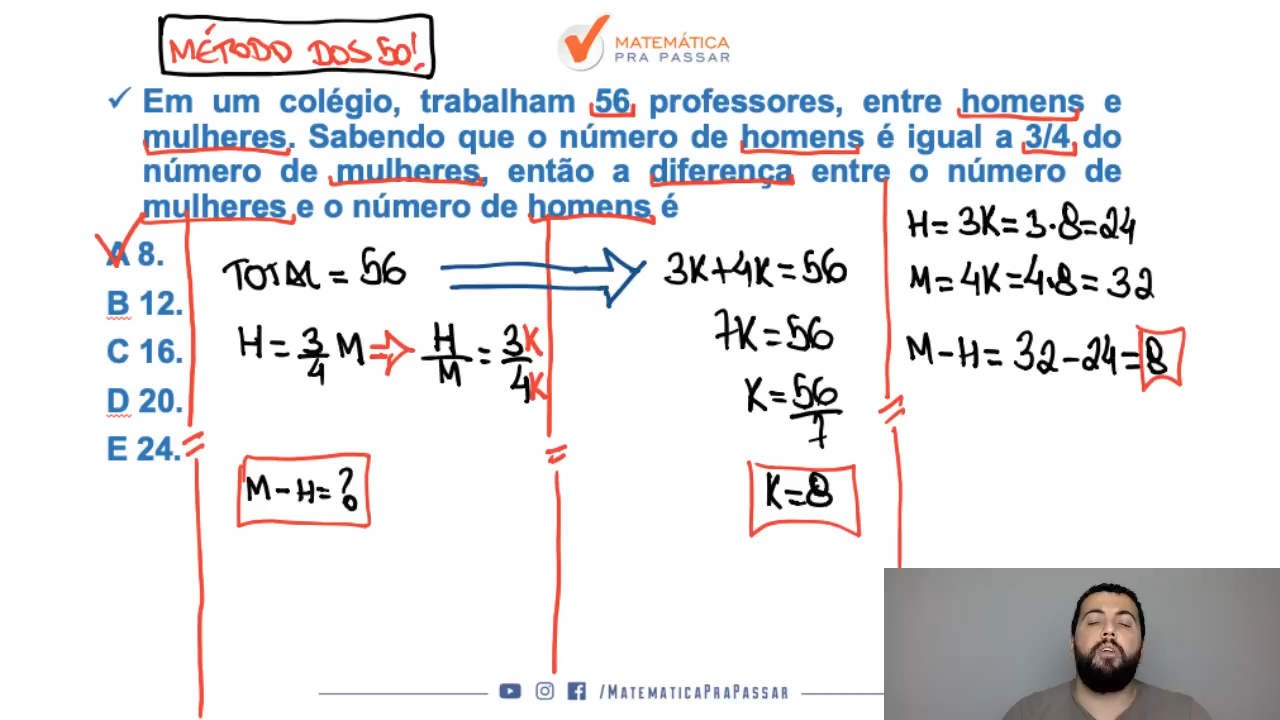 MÉTODO DOS 50!
MATEMÁTICA
PRA PASSAR
✓ Em um colégio, trabalham 56 professores, entre homens e
mulheres. Sabendo que o número de homens é igual a 3/4 do
número de mulheres, então a diferença entre o número de
mulheres e o número de homens é
A 8.
B 12.
C 16.
D 20.
E 24.
TOTAL = 56
H = 3/4 M ⇒ H/M = 3K/4K
M - H = ?
3K + 4K = 56
7K = 56
K = 56/7
K = 8
H = 3K = 3 · 8 = 24
M = 4K = 4 · 8 = 32
M - H = 32 - 24 = 8
/MATEMATICAPRAPASSAR